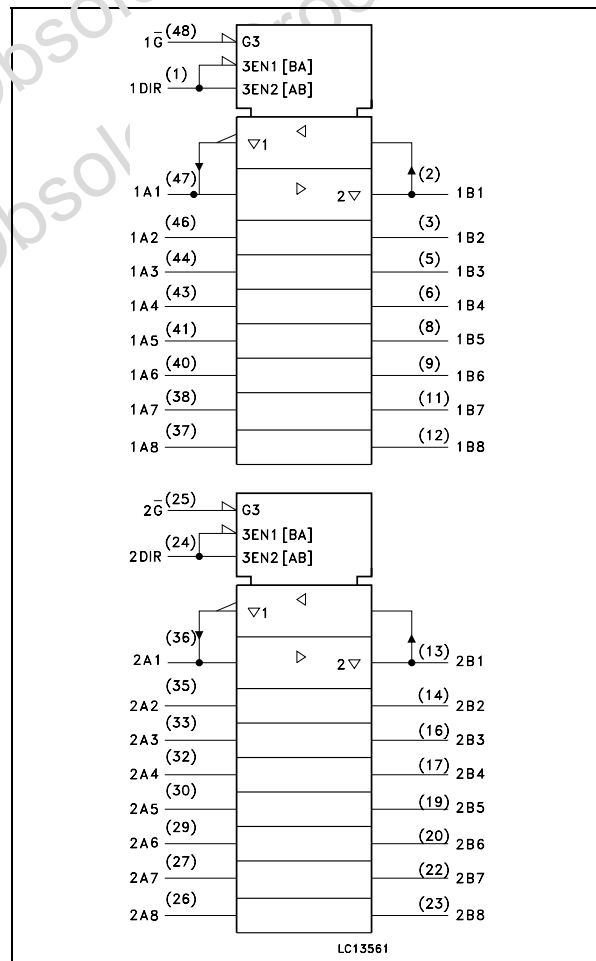 Obsolete Product
Obsol
1G̅ (48) G3
3EN1 [BA]
1DIR (1) 3EN2 [AB]
▽1 ◁
1A1 (47) ▷ 2▽ (2) 1B1
1A2 (46) (3) 1B2
1A3 (44) (5) 1B3
1A4 (43) (6) 1B4
1A5 (41) (8) 1B5
1A6 (40) (9) 1B6
1A7 (38) (11) 1B7
1A8 (37) (12) 1B8
2G̅ (25) G3
3EN1 [BA]
2DIR (24) 3EN2 [AB]
▽1 ◁
2A1 (36) ▷ 2▽ (13) 2B1
2A2 (35) (14) 2B2
2A3 (33) (16) 2B3
2A4 (32) (17) 2B4
2A5 (30) (19) 2B5
2A6 (29) (20) 2B6
2A7 (27) (22) 2B7
2A8 (26) (23) 2B8
LC13561